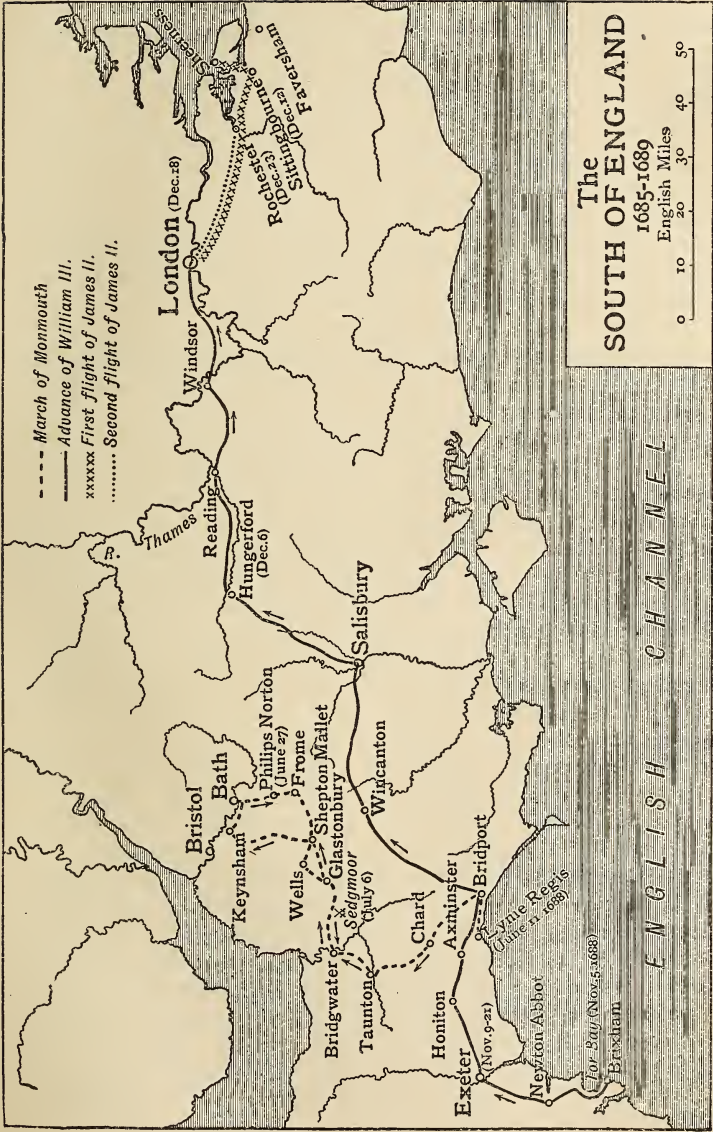 --- March of Monmouth
Advance of William III.
xxxxxx First flight of James II.
........ Second flight of James II.
R. Thames
London (Dec.18)
Windsor
Reading
Hungerford
(Dec.6)
Sheerness
Faversham
Sittingbourne
(Dec.12)
Rochester
(Dec.23)
Bristol
Bath
Keynsham
Philips Norton
(June 27)
Frome
Shepton Mallet
Wells
Glastonbury
Sedgmoor
(July 6)
Bridgwater
Taunton
Chard
Salisbury
Wincanton
Axminster
Bridport
Lyme Regis
(June 11 1688)
Honiton
Exeter
(Nov.9-21)
Newton Abbot
Tor Bay (Nov.5.1688)
Brixham
ENGLISH CHANNEL
The
SOUTH OF ENGLAND
1685-1689
English Miles
0 10 20 30 40 50